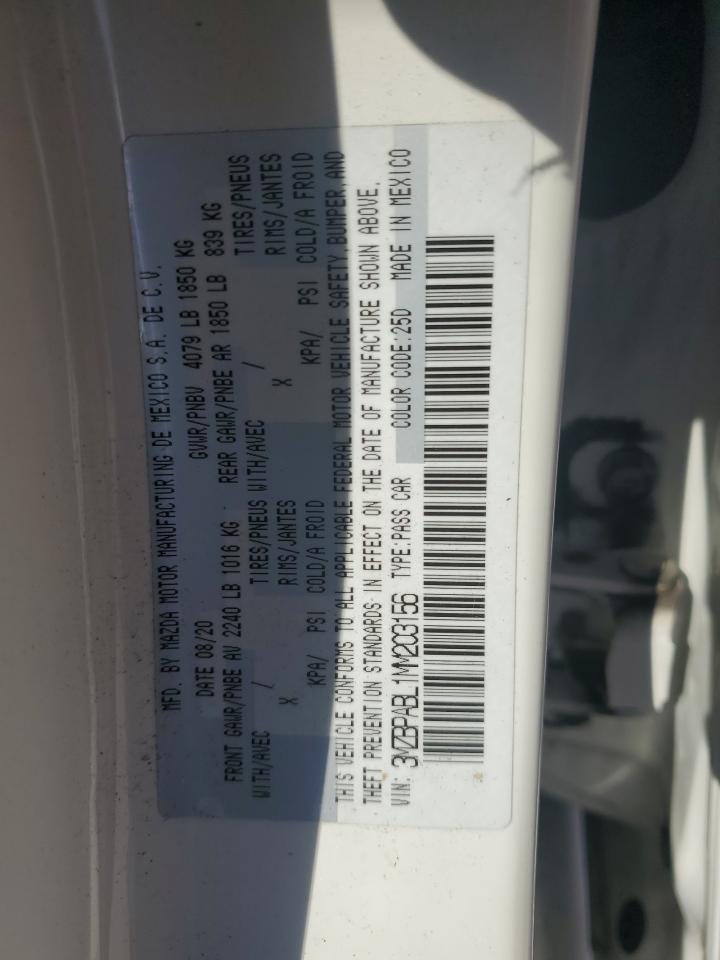 MFD. BY MAZDA MOTOR MANUFACTURING DE MEXICO S.A. DE C.V.
DATE 08/20 GVWR/PNBV 4079 LB 1850 KG
FRONT GAWR/PNBE AV 2240 LB 1016 KG REAR GAWR/PNBE AR 1850 LB 839 KG
WITH/AVEC / TIRES/PNEUS WITH/AVEC / TIRES/PNEUS
X RIMS/JANTES X RIMS/JANTES
KPA/ PSI COLD/A FROID KPA/ PSI COLD/A FROID
THIS VEHICLE CONFORMS TO ALL APPLICABLE FEDERAL MOTOR VEHICLE SAFETY, BUMPER, AND
THEFT PREVENTION STANDARDS IN EFFECT ON THE DATE OF MANUFACTURE SHOWN ABOVE.
VIN: 3MZBPABL1MM203156 TYPE:PASS CAR COLOR CODE:25D MADE IN MEXICO